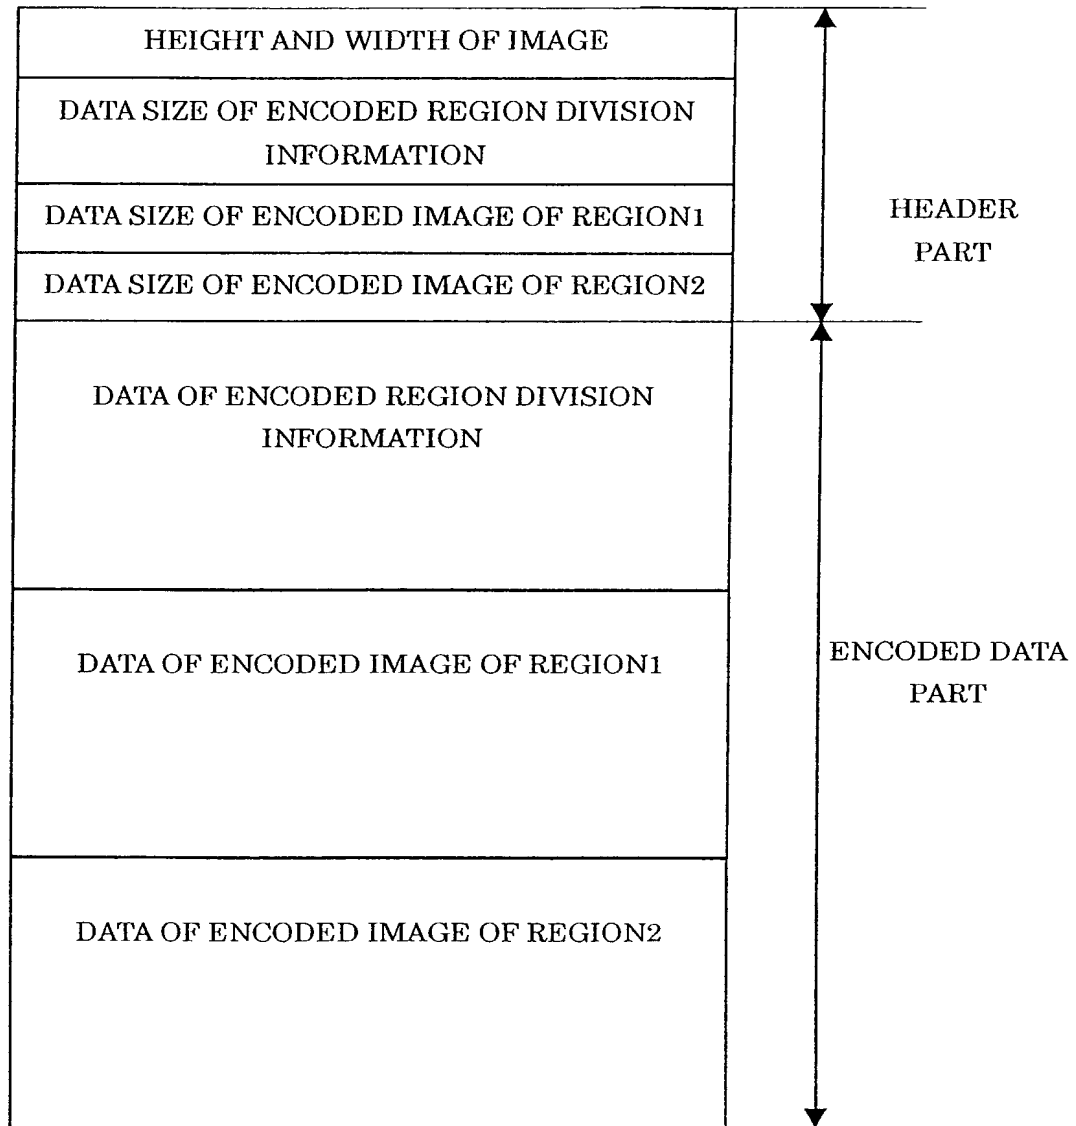 HEIGHT AND WIDTH OF IMAGE
DATA SIZE OF ENCODED REGION DIVISION
INFORMATION
DATA SIZE OF ENCODED IMAGE OF REGION1
DATA SIZE OF ENCODED IMAGE OF REGION2
HEADER
PART
DATA OF ENCODED REGION DIVISION
INFORMATION
DATA OF ENCODED IMAGE OF REGION1
DATA OF ENCODED IMAGE OF REGION2
ENCODED DATA
PART